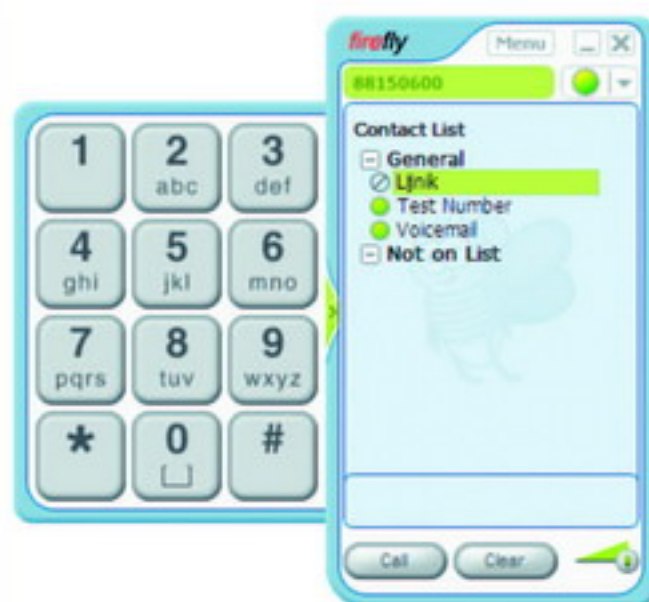 firefly Menu
88150600
Contact List
General
Link
Test Number
Voicemail
Not on List
1 2 abc 3 def
4 ghi 5 jkl 6 mno
7 pqrs 8 tuv 9 wxyz
* 0 #
Call Clear